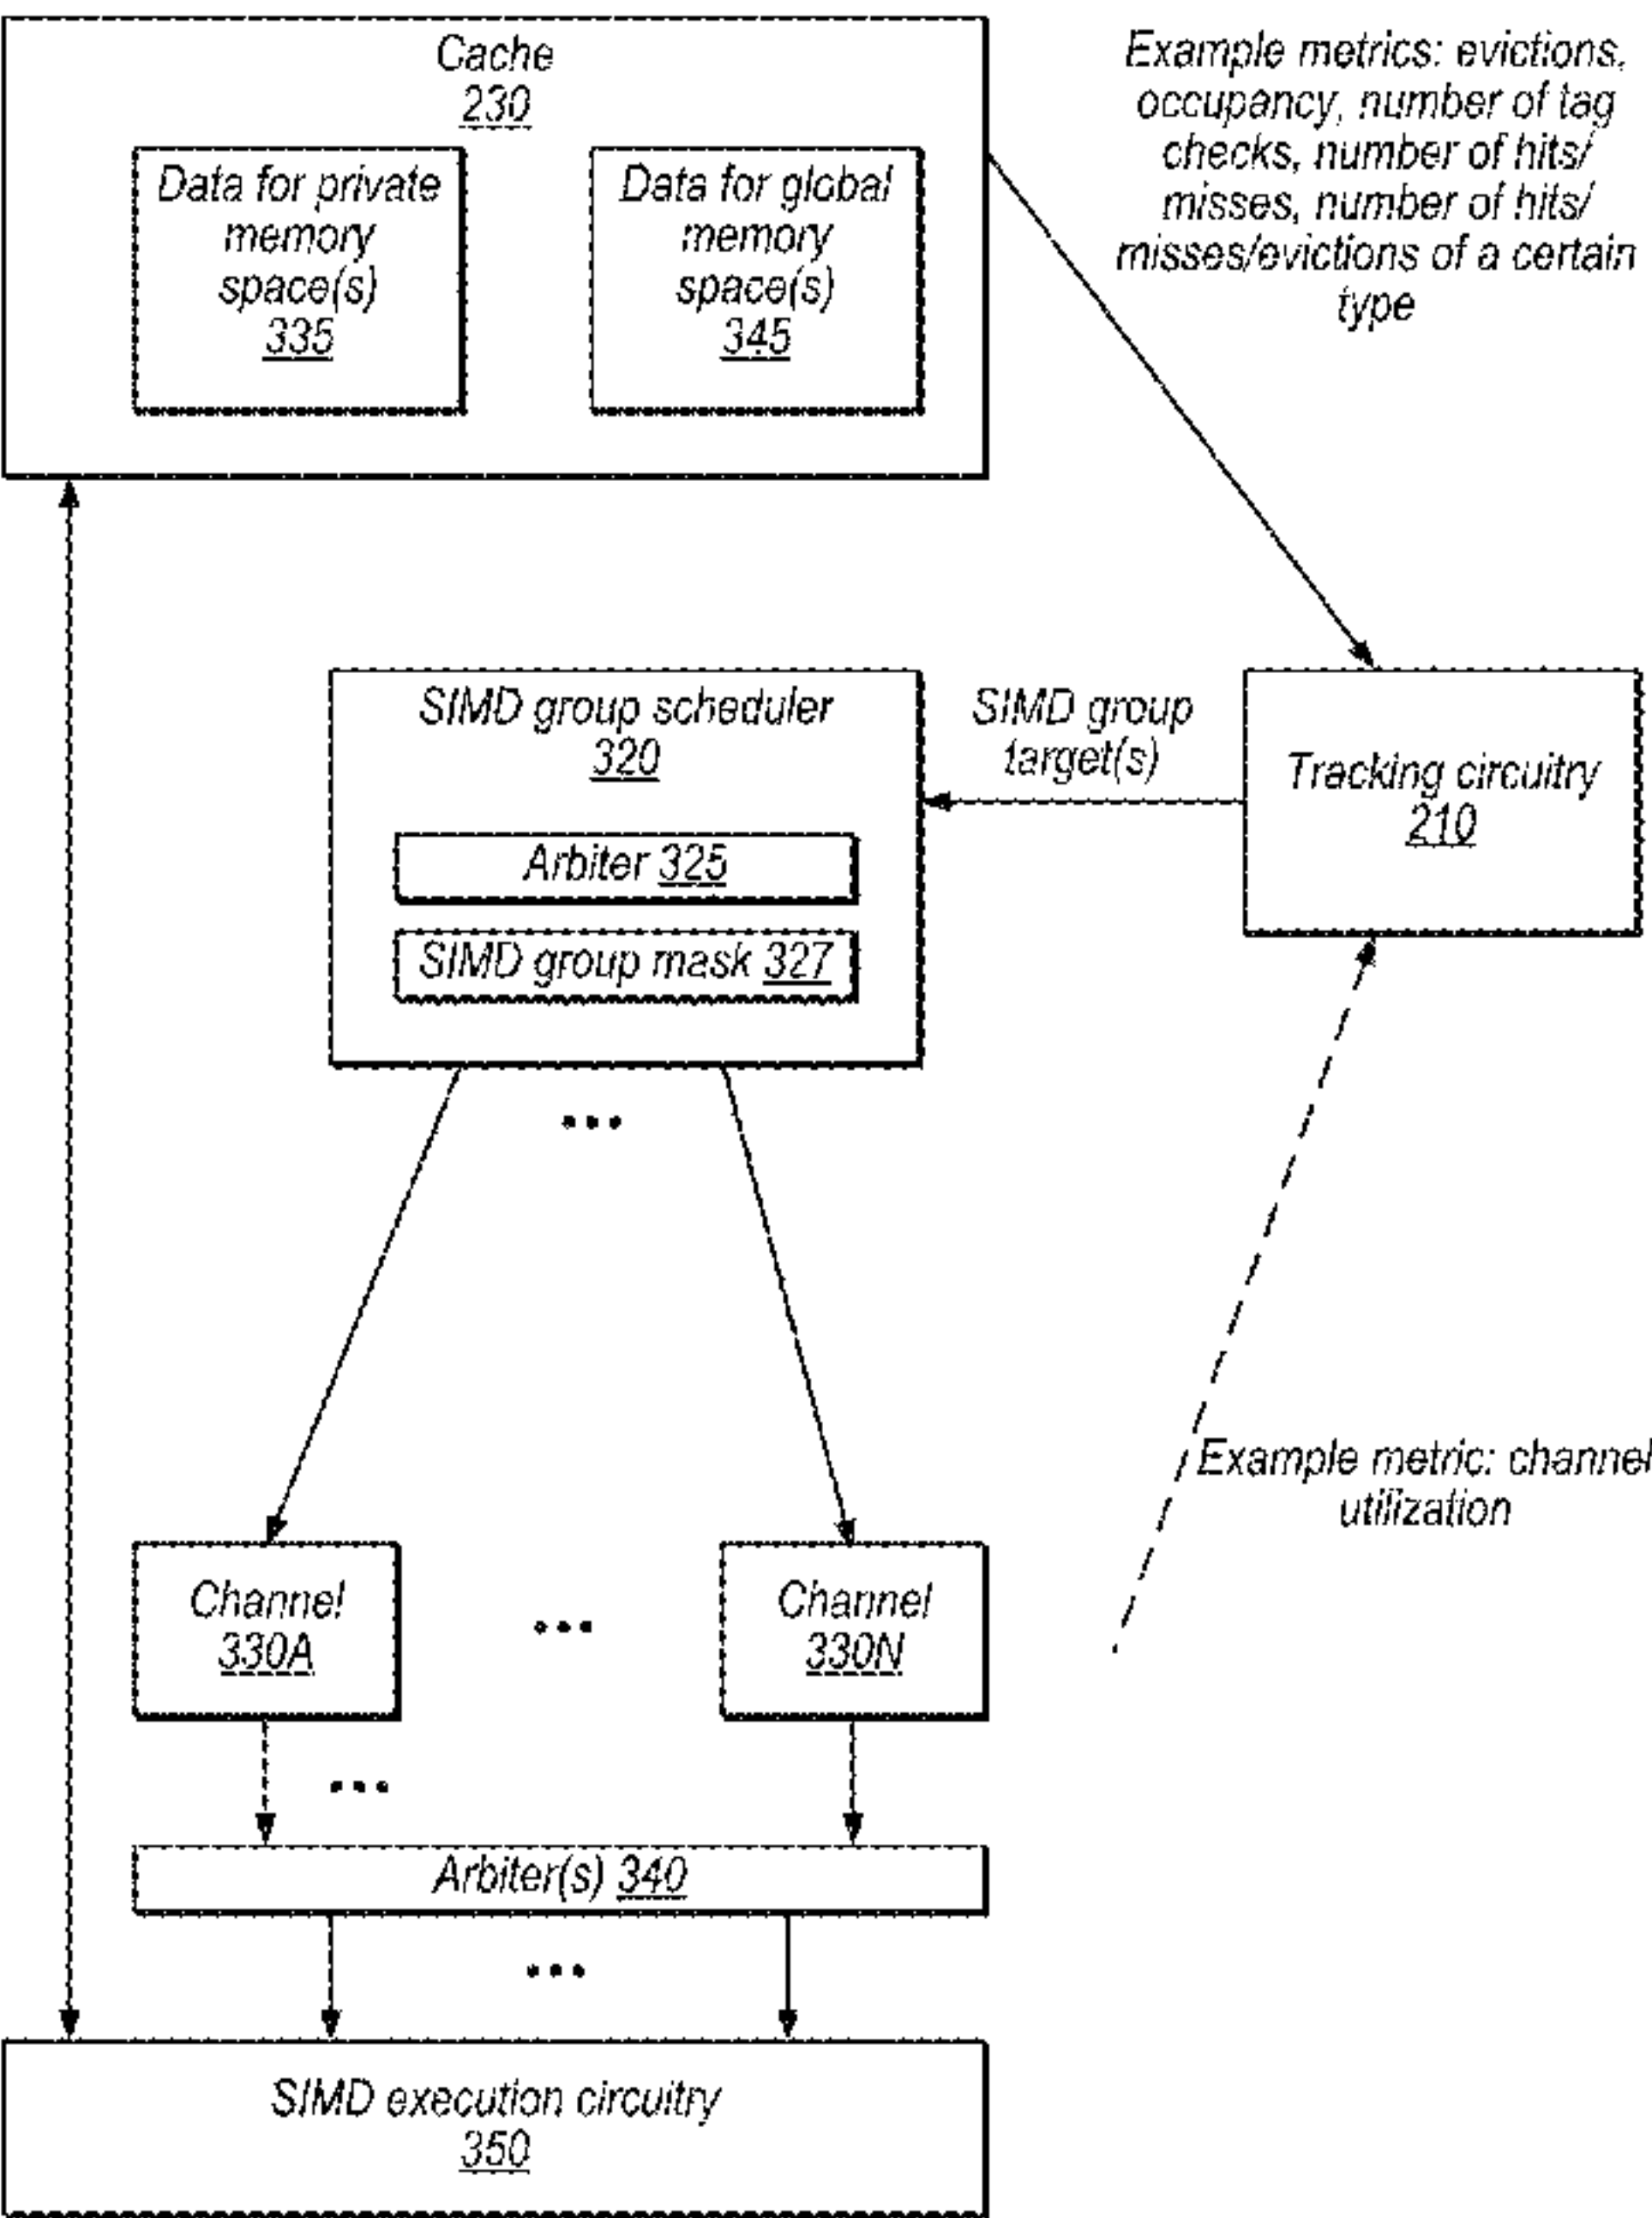 Cache
230
Data for private
memory
space(s)
335
Data for global
memory
space(s)
345
Example metrics: evictions,
occupancy, number of tag
checks, number of hits/
misses, number of hits/
misses/evictions of a certain
type
SIMD group scheduler
320
Arbiter 325
SIMD group mask 327
SIMD group
target(s)
Tracking circuitry
210
Example metric: channel
utilization
Channel
330A
...
Channel
330N
...
Arbiter(s) 340
...
SIMD execution circuitry
350